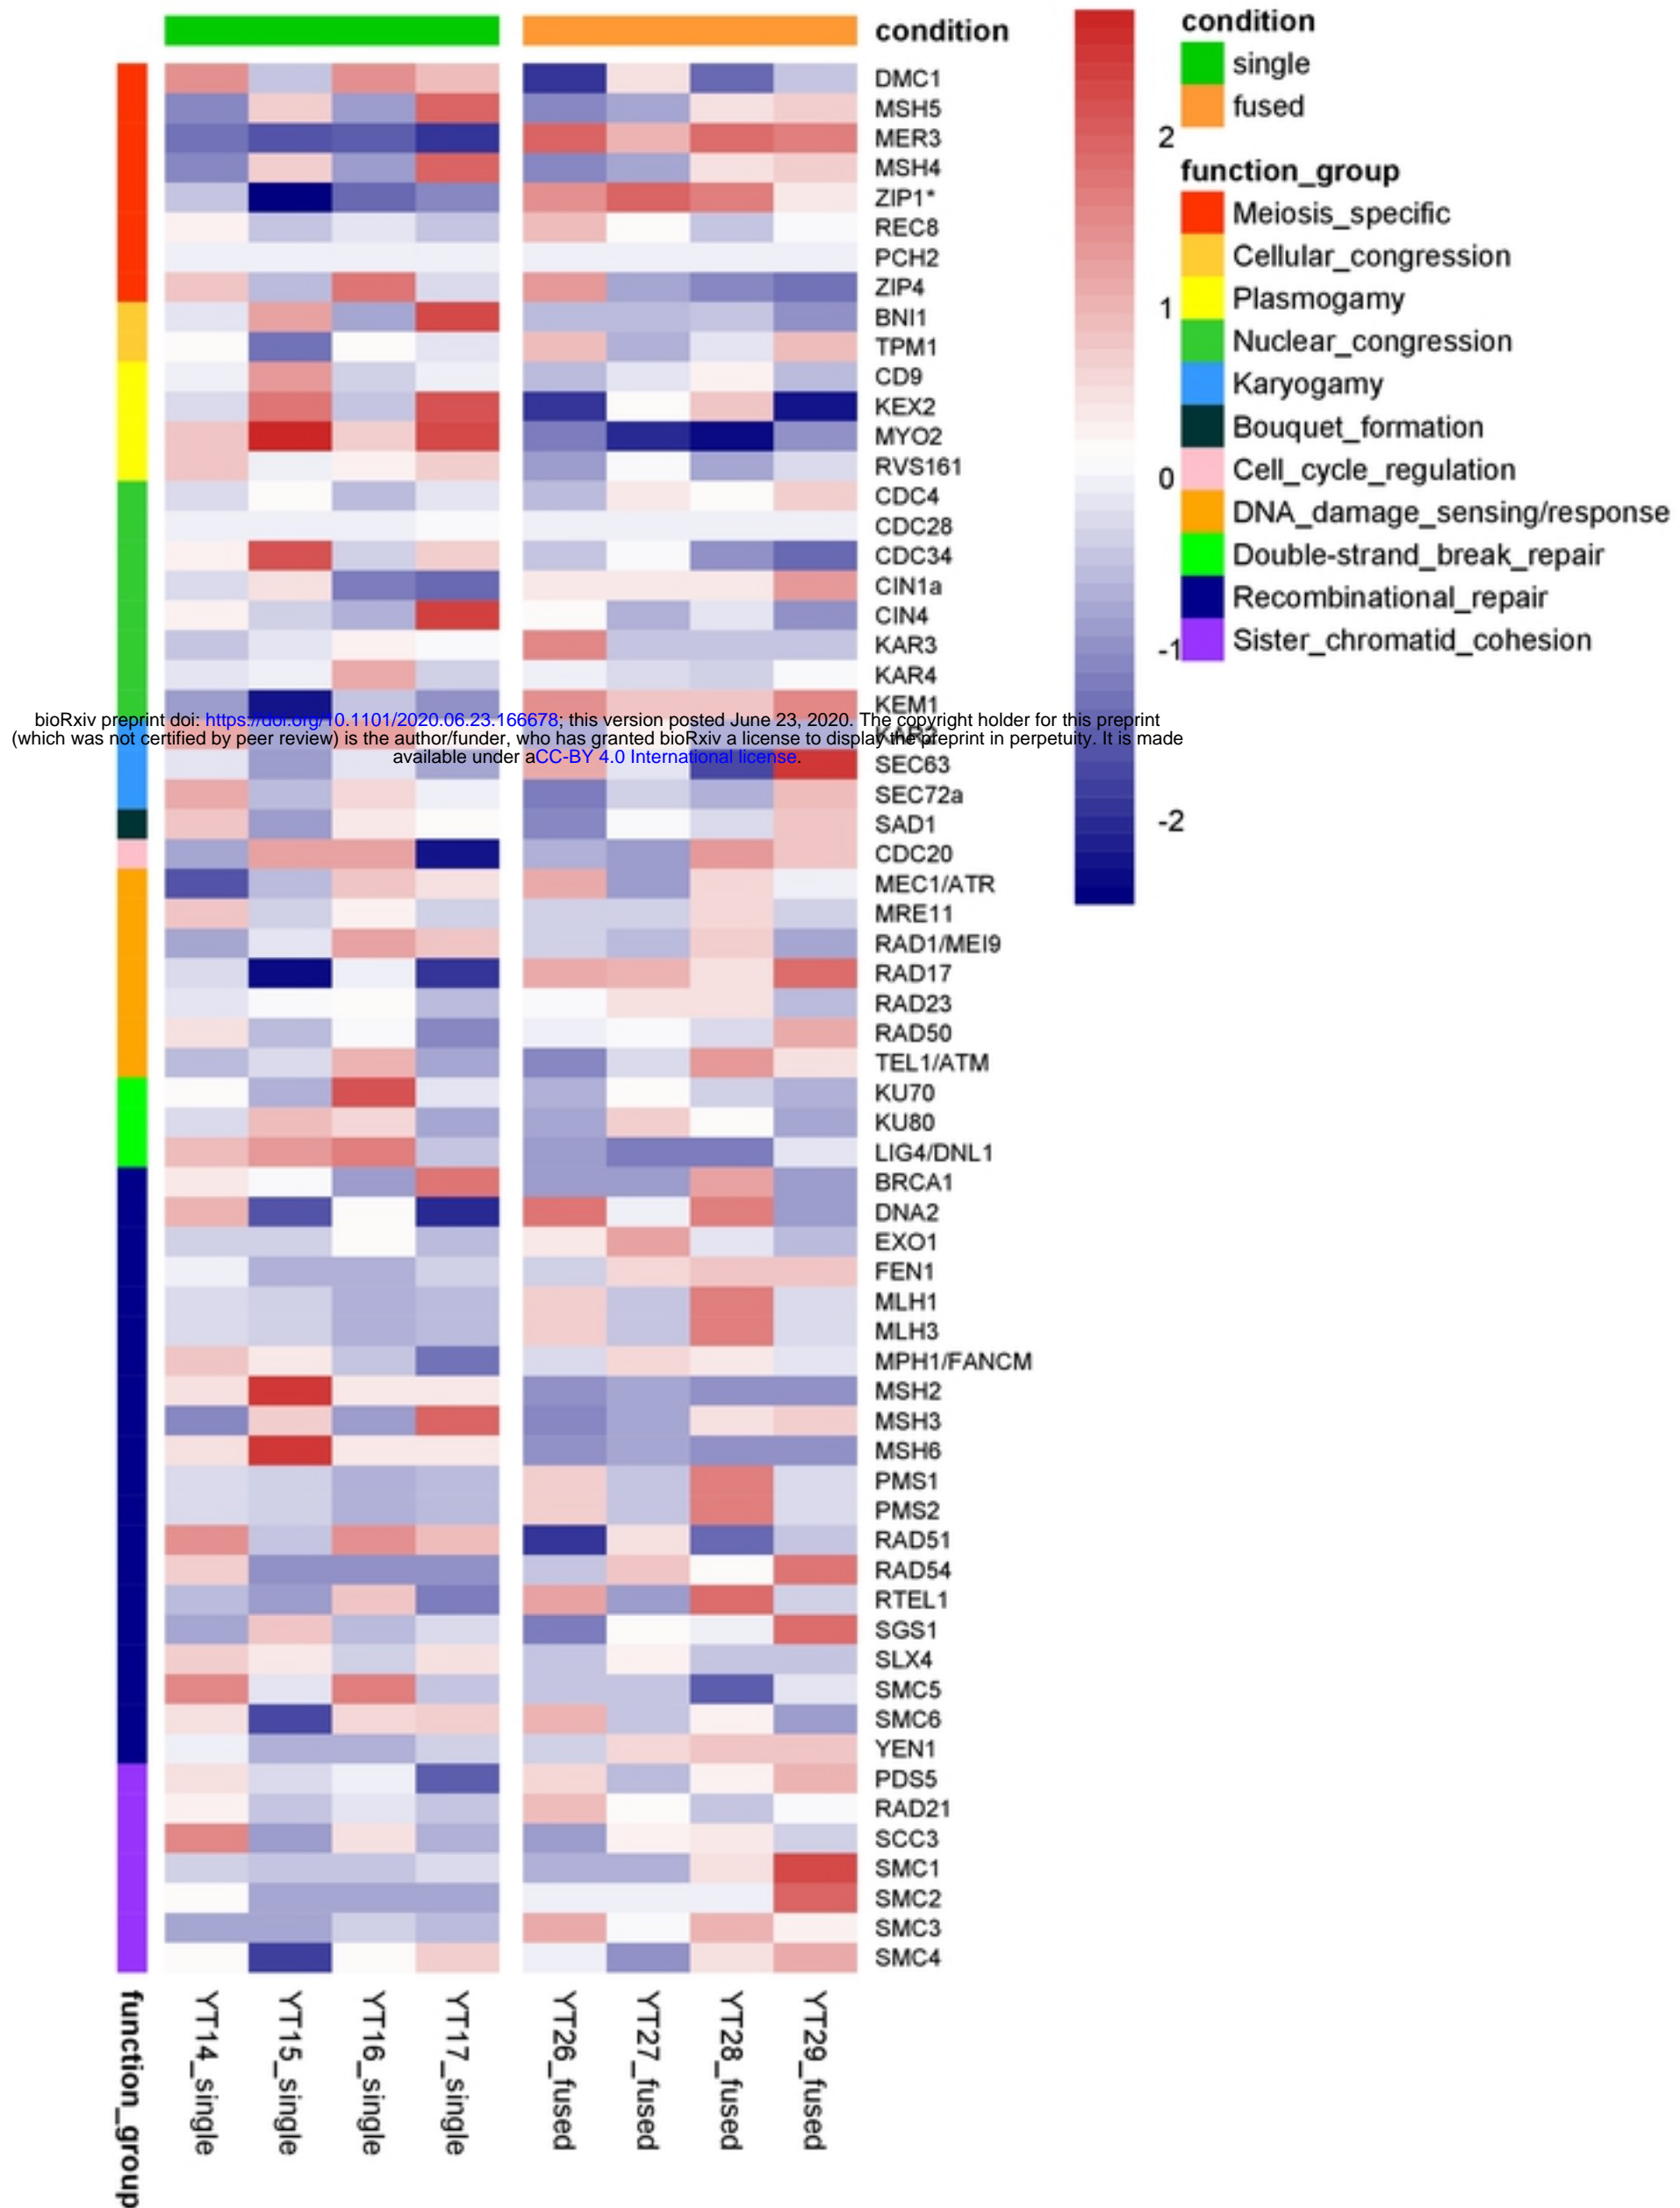 condition
DMC1
MSH5
MER3
MSH4
ZIP1*
REC8
PCH2
ZIP4
BNI1
TPM1
CD9
KEX2
MYO2
RVS161
CDC4
CDC28
CDC34
CIN1a
CIN4
KAR3
KAR4
KEM1
bioRxiv preprint doi: https://doi.org/10.1101/2020.06.23.166678; this version posted June 23, 2020. The copyright holder for this preprint
(which was not certified by peer review) is the author/funder, who has granted bioRxiv a license to display the preprint in perpetuity. It is made
available under aCC-BY 4.0 International license.
SEC63
SEC72a
SAD1
CDC20
MEC1/ATR
MRE11
RAD1/MEI9
RAD17
RAD23
RAD50
TEL1/ATM
KU70
KU80
LIG4/DNL1
BRCA1
DNA2
EXO1
FEN1
MLH1
MLH3
MPH1/FANCM
MSH2
MSH3
MSH6
PMS1
PMS2
RAD51
RAD54
RTEL1
SGS1
SLX4
SMC5
SMC6
YEN1
PDS5
RAD21
SCC3
SMC1
SMC2
SMC3
SMC4
2
1
0
-1
-2
condition
single
fused
function_group
Meiosis_specific
Cellular_congression
Plasmogamy
Nuclear_congression
Karyogamy
Bouquet_formation
Cell_cycle_regulation
DNA_damage_sensing/response
Double-strand_break_repair
Recombinational_repair
Sister_chromatid_cohesion
function_group
YT14_single
YT15_single
YT16_single
YT17_single
YT26_fused
YT27_fused
YT28_fused
YT29_fused